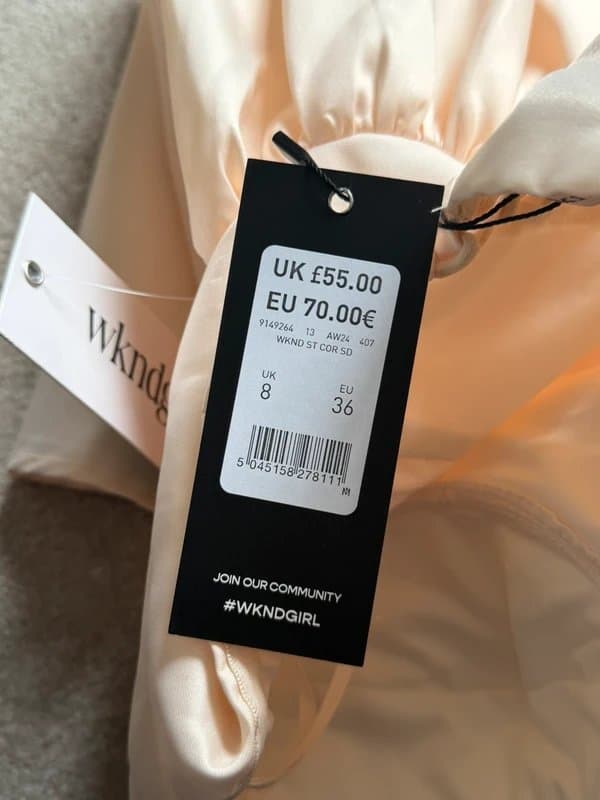 UK £55.00
EU 70.00€
9149264 13 AW24 407
WKND ST COR SD
UK EU
8 36
5 045158 278111
JOIN OUR COMMUNITY
#WKNDGIRL
wkndg